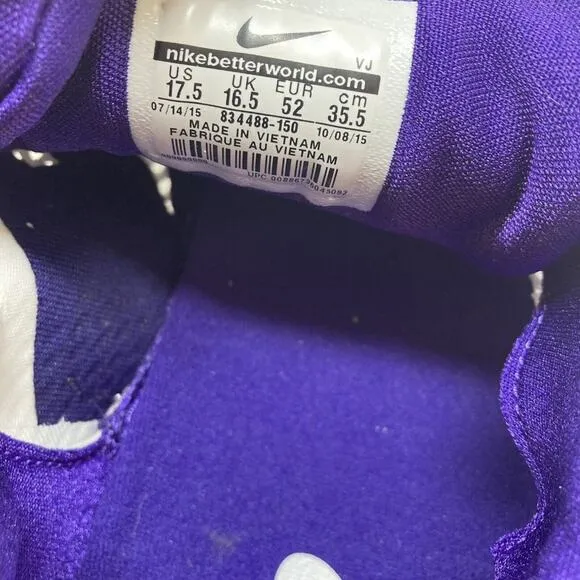 VJ
nikebetterworld.com
US UK EUR cm
17.5 16.5 52 35.5
07/14/15 834488-150 10/08/15
MADE IN VIETNAM
FABRIQUE AU VIETNAM